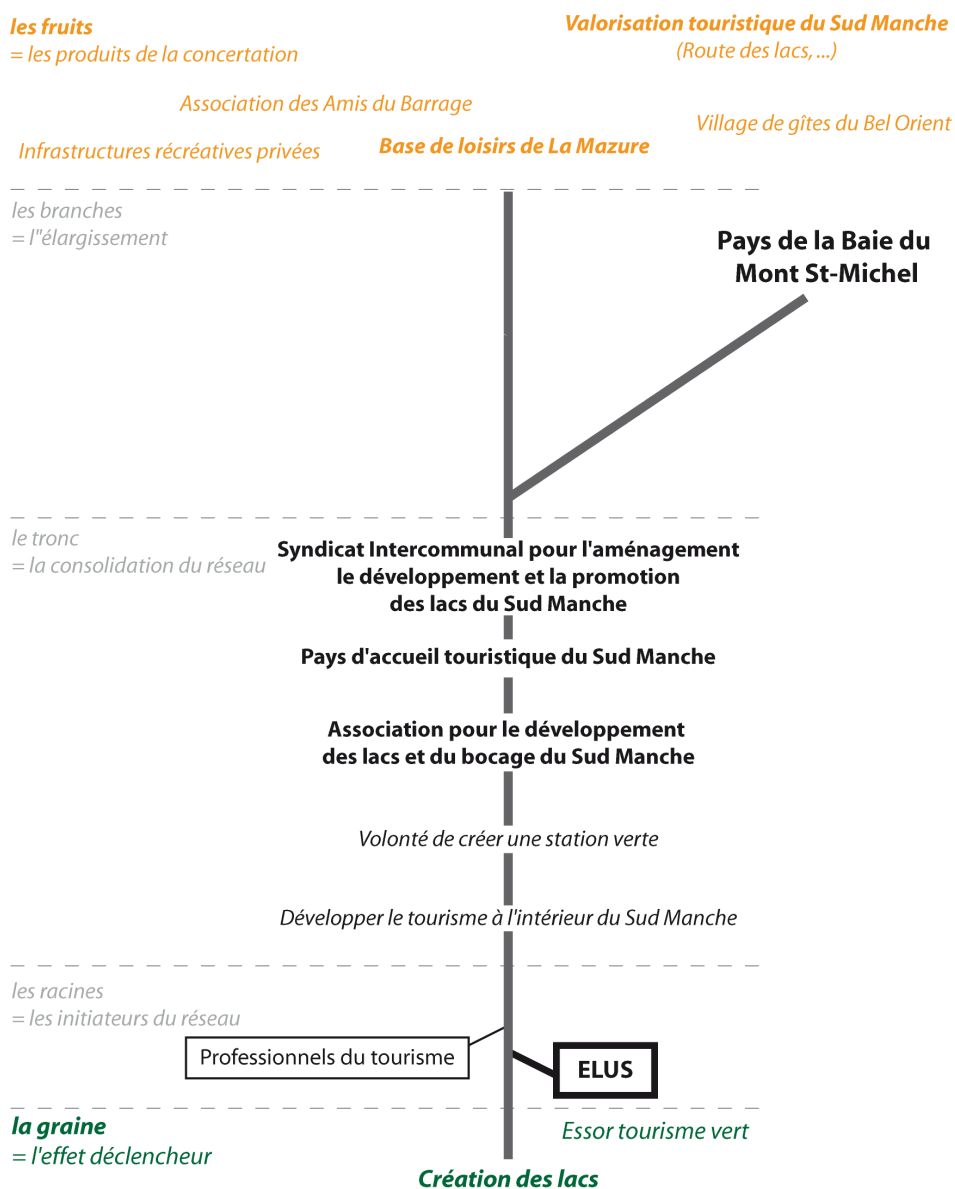 les fruits
= les produits de la concertation
Valorisation touristique du Sud Manche
(Route des lacs, ...)
Association des Amis du Barrage
Village de gîtes du Bel Orient
Infrastructures récréatives privées
Base de loisirs de La Mazure
les branches
= l''élargissement
Pays de la Baie du
Mont St-Michel
le tronc
= la consolidation du réseau
Syndicat Intercommunal pour l'aménagement
le développement et la promotion
des lacs du Sud Manche
Pays d'accueil touristique du Sud Manche
Association pour le développement
des lacs et du bocage du Sud Manche
Volonté de créer une station verte
Développer le tourisme à l'intérieur du Sud Manche
les racines
= les initiateurs du réseau
Professionnels du tourisme
ELUS
la graine
= l'effet déclencheur
Essor tourisme vert
Création des lacs